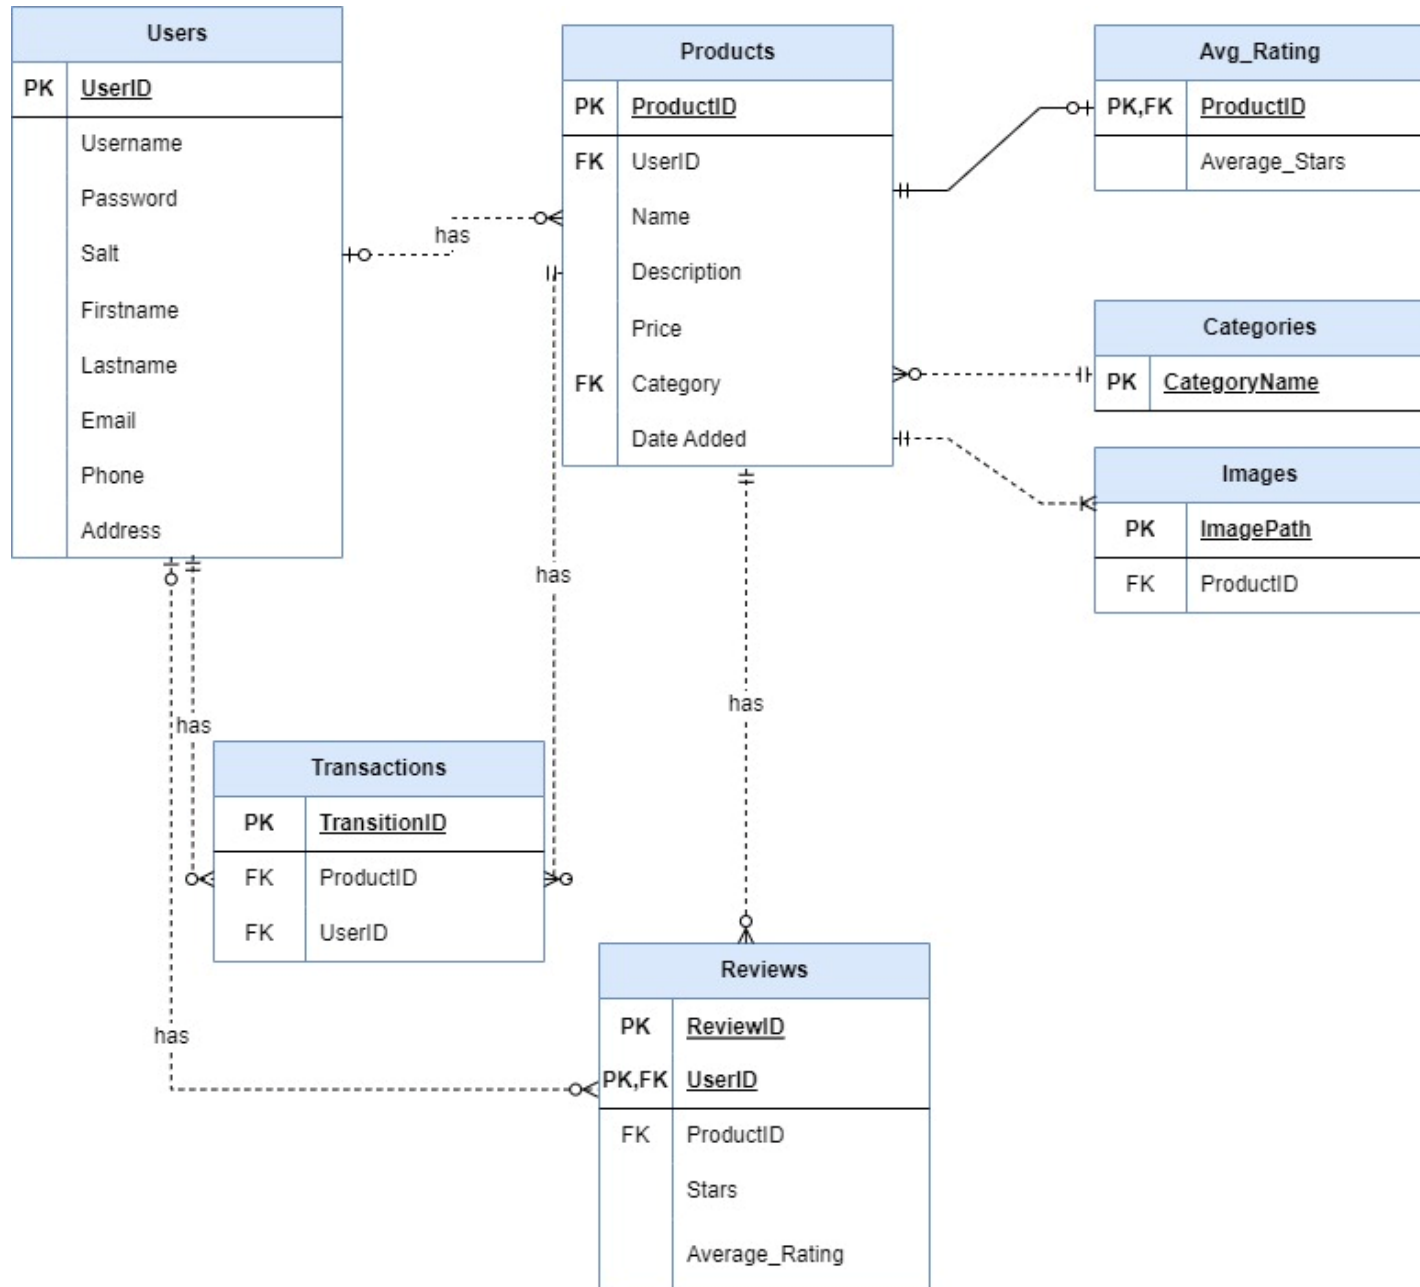 Users
PK UserID
Username
Password
Salt
Firstname
Lastname
Email
Phone
Address
Products
PK ProductID
FK UserID
Name
Description
Price
FK Category
Date Added
Avg_Rating
PK,FK ProductID
Average_Stars
Categories
PK CategoryName
Images
PK ImagePath
FK ProductID
has
has
has
has
has
Transactions
PK TransitionID
FK ProductID
FK UserID
Reviews
PK ReviewID
PK,FK UserID
FK ProductID
Stars
Average_Rating